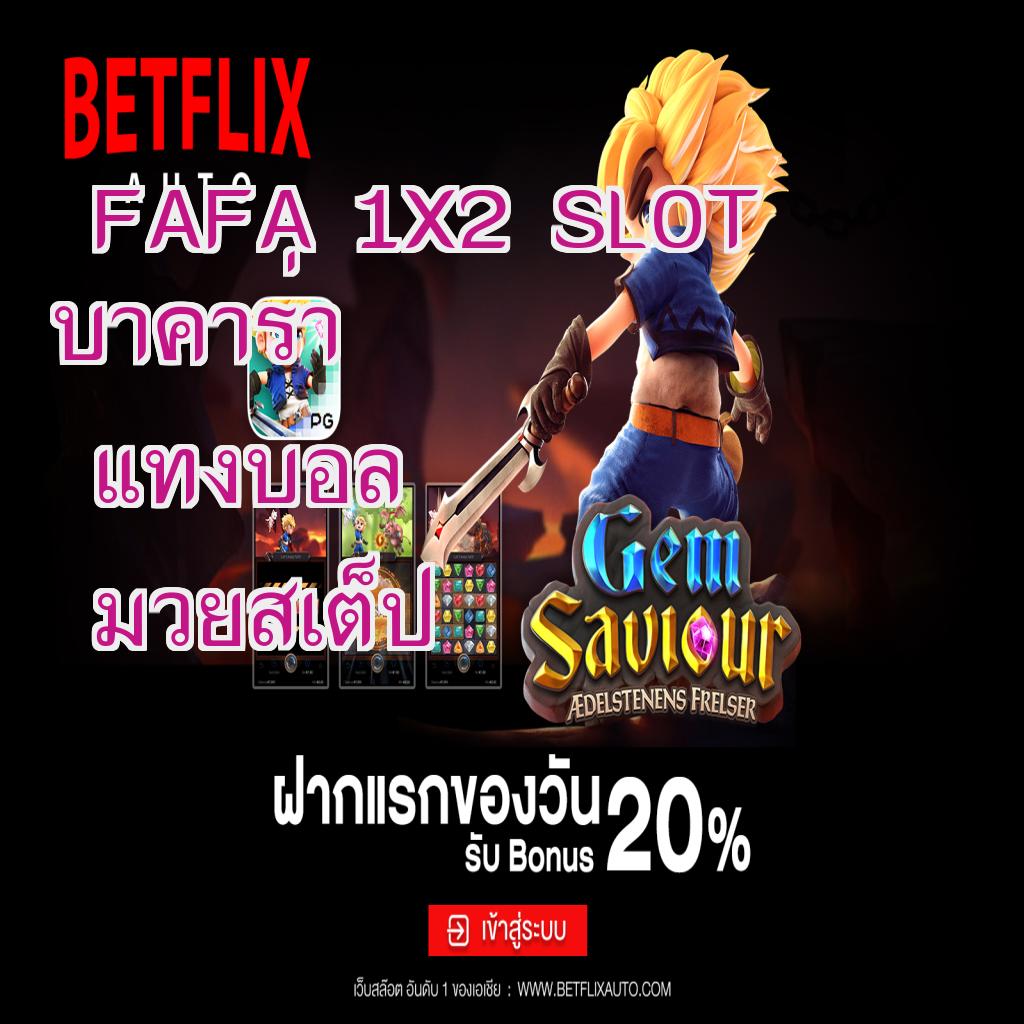 BETFLIX
AUTO
FAFA 1X2 SLOT
บาคาร่า
PG
แทงบอล
มวยสเต็ป
Gem
Saviour
ÆDELSTENENS FRELSER
ฝากแรกของวัน
รับ Bonus 20%
เข้าสู่ระบบ
เว็บสล๊อต อันดับ 1 ของเอเชีย : WWW.BETFLIXAUTO.COM